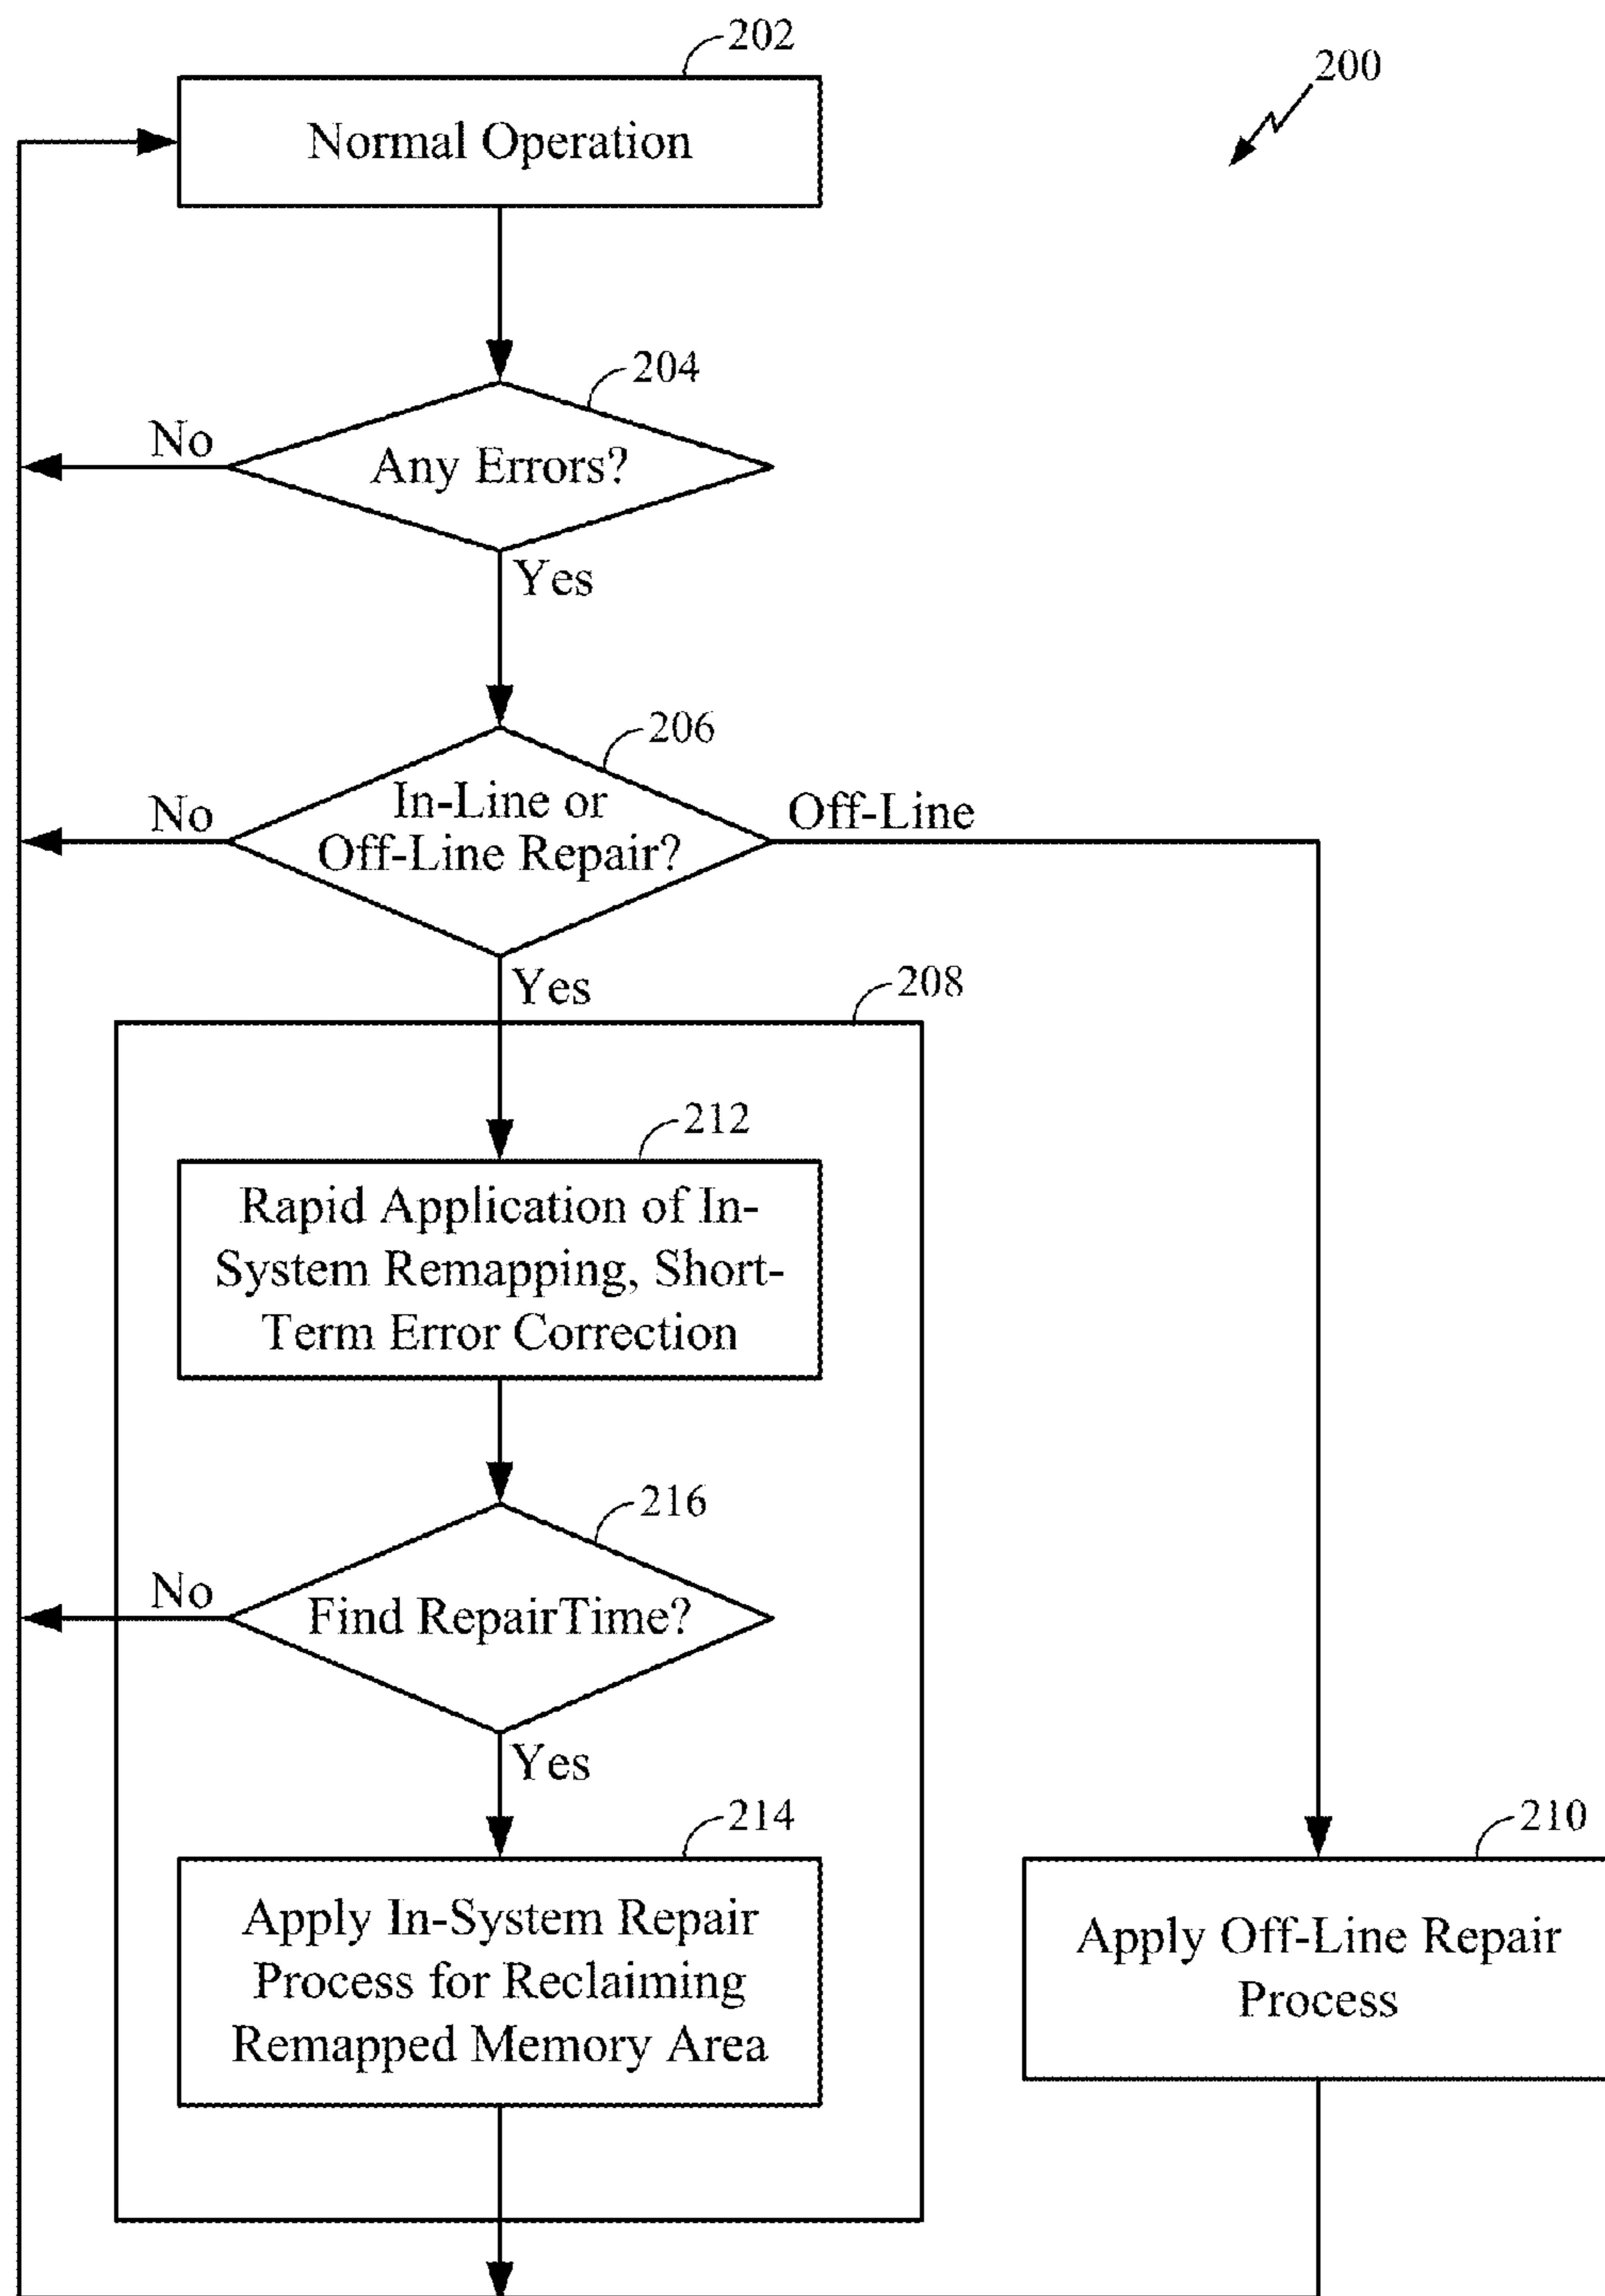 202
200
Normal Operation
204
No
Any Errors?
Yes
206
No
In-Line or
Off-Line Repair?
Off-Line
Yes
208
212
Rapid Application of In-
System Remapping, Short-
Term Error Correction
216
No
Find RepairTime?
Yes
214
210
Apply In-System Repair
Process for Reclaiming
Remapped Memory Area
Apply Off-Line Repair
Process